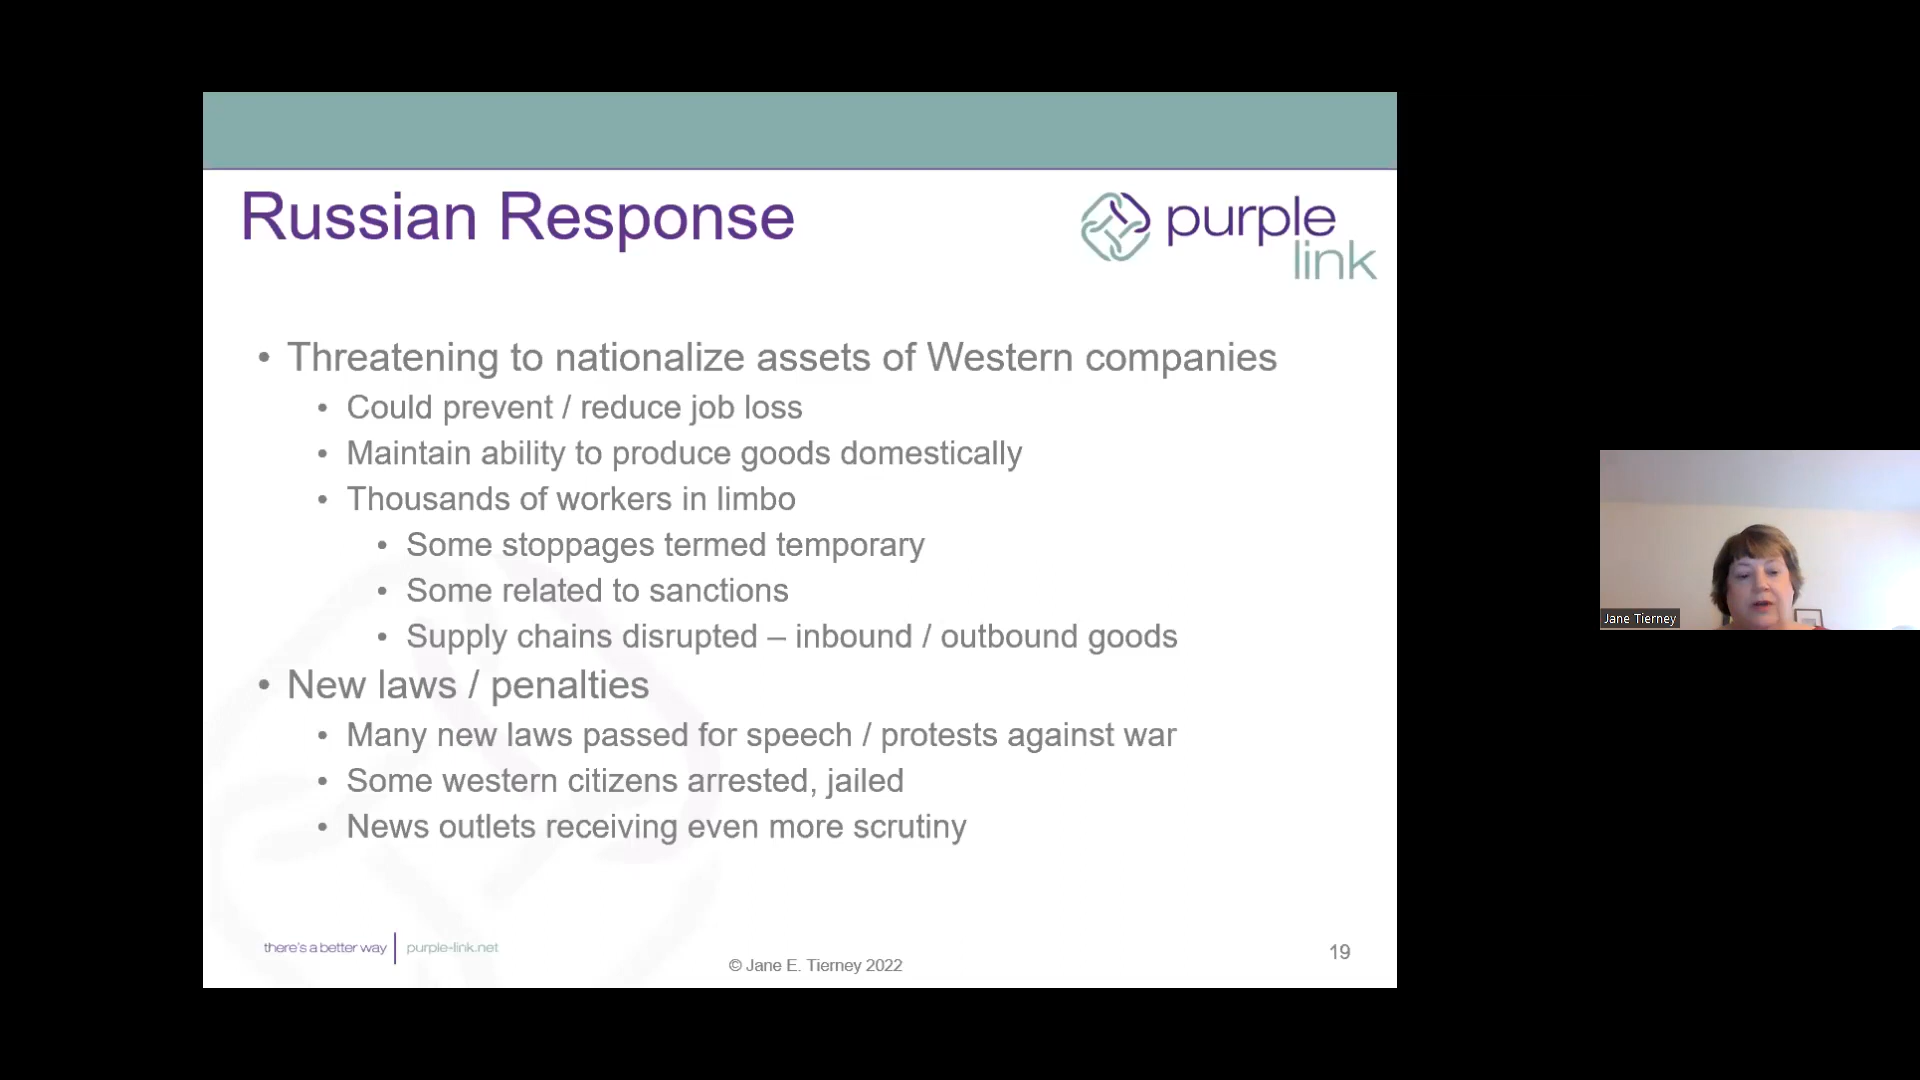 Russian Response
purple
link
• Threatening to nationalize assets of Western companies
• Could prevent / reduce job loss
• Maintain ability to produce goods domestically
• Thousands of workers in limbo
• Some stoppages termed temporary
• Some related to sanctions
• Supply chains disrupted – inbound / outbound goods
• New laws / penalties
• Many new laws passed for speech / protests against war
• Some western citizens arrested, jailed
• News outlets receiving even more scrutiny
there's a better way | purple-link.net
© Jane E. Tierney 2022
19
Jane Tierney